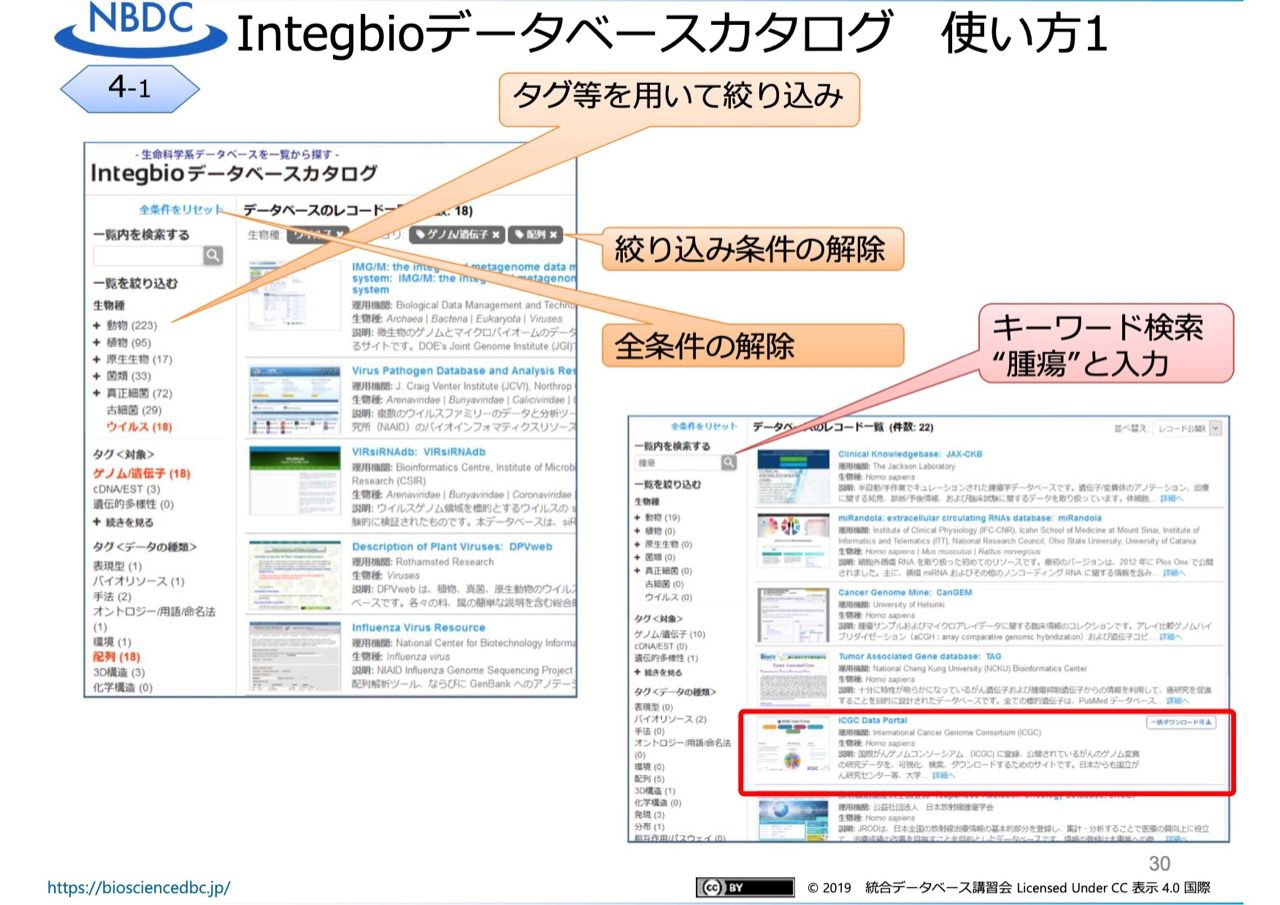 NBDC
Integbioデータベースカタログ　使い方1
4-1
タグ等を用いて絞り込み
- 生命科学系データベースを一覧から探す -
Integbioデータベースカタログ
全条件をリセット
データベースのレコード一
18)
一覧内を検索する
生物種:
ゲノム/遺伝子 ×
配列 ×
絞り込み条件の解除
全条件の解除
一覧を絞り込む
生物種
+ 動物 (223)
+ 植物 (95)
+ 原生生物 (17)
+ 菌類 (33)
+ 真正細菌 (72)
古細菌 (29)
ウイルス (18)
タグ<対象>
ゲノム/遺伝子 (18)
cDNA/EST (3)
遺伝的多様性 (0)
+ 続きを見る
タグ<データの種類>
表現型 (1)
バイオリソース (1)
手法 (2)
オントロジー/用語/命名法
(1)
環境 (1)
配列 (18)
3D構造 (3)
化学構造 (0)
IMG/M: the integ
metagenome data m
system: IMG/M: the
metagenon
system
運用機関: Biological Data Management and Techno
生物種: Archaea | Bacteria | Eukaryota | Viruses
説明: 微生物のゲノムとマイクロバイオームのデータ
るサイトです。DOE's Joint Genome Institute (JGI)
Virus Pathogen Database and Analysis Res
運用機関: J. Craig Venter Institute (JCVI), Northrop
生物種: Arenaviridae | Bunyaviridae | Caliciviridae |
説明: 複数のウイルスファミリーのデータと分析ツー
究所（NIAID）のバイオインフォマティクスリソース
VIRsiRNAdb: VIRsiRNAdb
運用機関: Bioinformatics Centre, Institute of Microb
Research (CSIR)
生物種: Arenaviridae | Bunyaviridae | Coronaviridae |
説明: ウイルスゲノム領域を標的とするウイルスの s
験的に検証されたものです。本データベースは、siR
Description of Plant Viruses: DPVweb
運用機関: Rothamsted Research
生物種: Viruses
説明: DPVweb は、植物、真菌、原生動物のウイル
ベースです。各々の科、属の簡単な説明を含む総合
Influenza Virus Resource
運用機関: National Center for Biotechnology Informa
生物種: Influenza virus
説明: NIAID Influenza Genome Sequencing Project
配列解析ツール、ならびに GenBank へのアノテー
キーワード検索
“腫瘍”と入力
全条件をリセット
データベースのレコード一覧 (件数: 22)
並べ替え:
レコード公開
一覧内を検索する
腫瘍
一覧を絞り込む
生物種
+ 動物 (19)
+ 植物 (0)
+ 原生生物 (0)
+ 菌類 (0)
+ 真正細菌 (0)
古細菌 (0)
ウイルス (0)
タグ<対象>
ゲノム/遺伝子 (10)
cDNA/EST (0)
遺伝的多様性 (1)
+ 続きを見る
タグ<データの種類>
表現型 (0)
バイオリソース (2)
手法 (0)
オントロジー/用語/命名法
(0)
環境 (0)
配列 (5)
3D構造 (1)
化学構造 (0)
発現 (3)
分布 (1)
相互作用/パスウェイ (0)
Clinical Knowledgebase: JAX-CKB
運用機関: The Jackson Laboratory
生物種: Homo sapiens
説明: 半自動/手作業でキュレーションされた腫瘍学データベースです。遺伝子/変異体のアノテーション、治療
に関する知見、診断/予後情報、および臨床試験に関するデータを取り扱っています。体細胞... 詳細へ
miRandola: extracellular circulating RNAs database: miRandola
運用機関: Institute of Clinical Physiology (IFC-CNR), Icahn School of Medicine at Mount Sinai, Institute of
Informatics and Telematics (ITT), National Research Council, Ohio State University, University of Catania
生物種: Homo sapiens | Mus musculus | Rattus norvegicus
説明: 細胞外循環 RNA を取り扱った初めてのリソースです。最初のバージョンは、2012 年に Plos One で公開
されました。主に、循環 miRNA およびその他のノンコーディング RNA に関する情報を含み... 詳細へ
Cancer Genome Mine: CanGEM
運用機関: University of Helsinki
生物種: Homo sapiens
説明: 腫瘍サンプルおよびマイクロアレイデータに関する臨床情報のコレクションです。アレイ比較ゲノムハイ
ブリダイゼーション（aCGH : array comparative genomic hybridization）および遺伝子コピ... 詳細へ
Tumor Associated Gene database: TAG
運用機関: National Cheng Kung University (NCKU) Bioinformatics Center
生物種: Homo sapiens
説明: 十分に特性が明らかになっているがん遺伝子および腫瘍抑制遺伝子からの情報を利用して、癌研究を促進
することを目的に設計されたデータベースです。全ての標的遺伝子は、PubMed データベース... 詳細へ
ICGC Data Portal
一括ダウンロード可
運用機関: International Cancer Genome Consortium (ICGC)
生物種: Homo sapiens
説明: 国際がんゲノムコンソーシアム （ICGC) に登録、公開されているがんのゲノム変異
の研究データを、可視化、検索、ダウンロードするためのサイトです。日本からも国立が
ん研究センター等、大学... 詳細へ
運用機関: 公益社団法人　日本放射線腫瘍学会
生物種: Homo sapiens
説明: JRODは、日本全国の放射線治療情報の基本的部分を登録し、集計・分析することで医療の質向上に役立
30
https://biosciencedbc.jp/
cc BY
© 2019　統合データベース講習会 Licensed Under CC 表示 4.0 国際